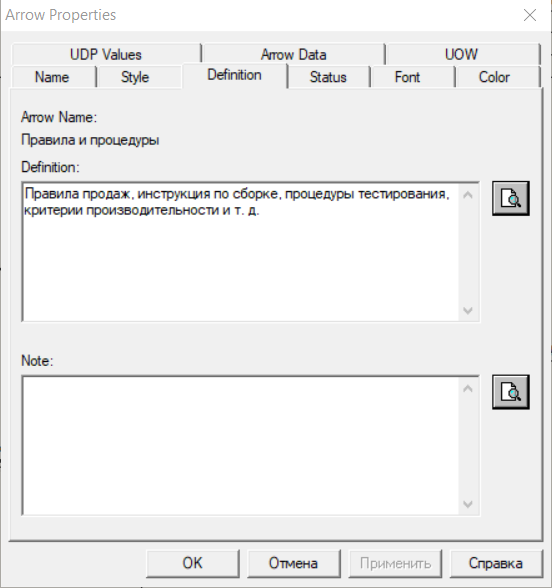 Arrow Properties
UDP Values Arrow Data UOW
Name Style Definition Status Font Color
Arrow Name:
Правила и процедуры
Definition:
Правила продаж, инструкция по сборке, процедуры тестирования,
критерии производительности и т. д.
Note:
OK Отмена Применить Справка